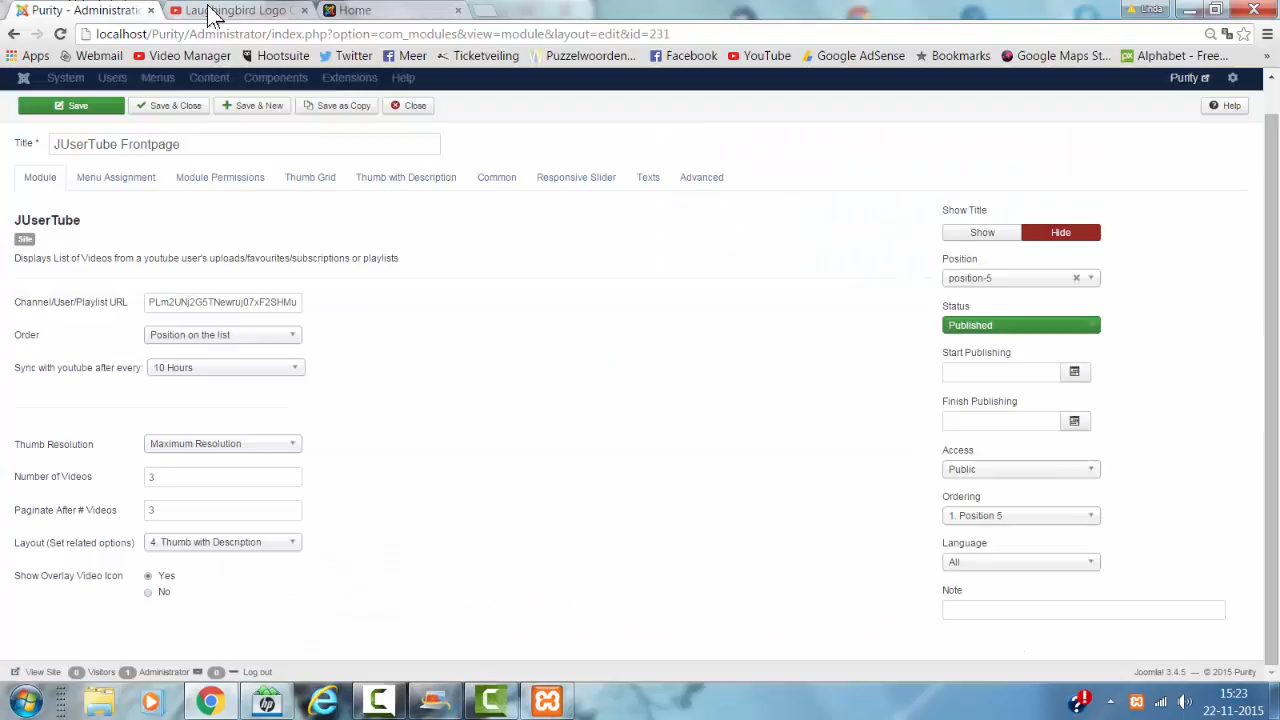 Purity - Administratic × Laughingbird Logo C × Home × Linda
localhost/Purity/Administrator/index.php?option=com_modules&view=module&layout=edit&id=231
Apps Webmail Video Manager Hootsuite Twitter Meer Ticketveiling Puzzelwoorden... Facebook YouTube Google AdSense Bookmarks Google Maps St... Alphabet - Free...
System Users Menus Content Components Extensions Help Purity
Save Save & Close Save & New Save as Copy Close Help
Title * JUserTube Frontpage
Module Menu Assignment Module Permissions Thumb Grid Thumb with Description Common Responsive Slider Texts Advanced
JUserTube
Site
Displays List of Videos from a youtube user's uploads/favourites/subscriptions or playlists
Channel/User/Playlist URL PLm2UNj2G5TNewruj07xF2SHMu
Order Position on the list
Sync with youtube after every: 10 Hours
Thumb Resolution Maximum Resolution
Number of Videos 3
Paginate After # Videos 3
Layout (Set related options) 4. Thumb with Description
Show Overlay Video Icon Yes
No
Show Title
Show Hide
Position
position-5
Status
Published
Start Publishing
Finish Publishing
Access
Public
Ordering
1. Position 5
Language
All
Note
View Site 0 Visitors 1 Administrator 0 Log out Joomla! 3.4.5 — © 2015 Purity
15:23
22-11-2015